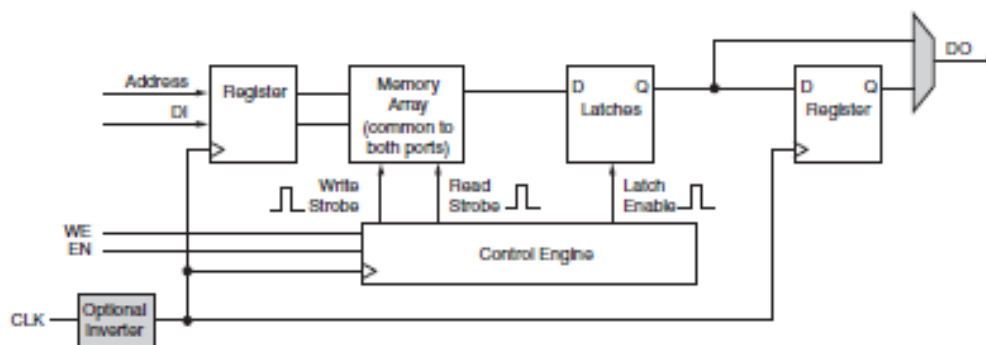 Address
DI
Register
Memory
Array
(common to
both ports)
D Q
Latches
D Q
Register
DO
Write
Strobe
Read
Strobe
Latch
Enable
WE
EN
Control Engine
CLK
Optional
Inverter